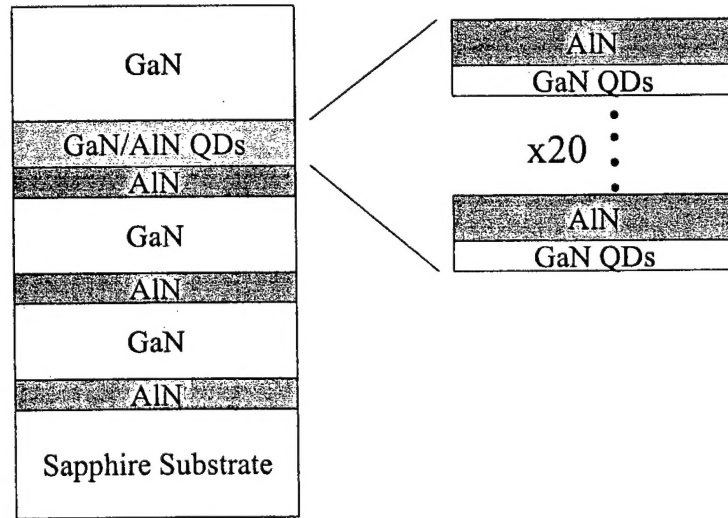 GaN
GaN/AlN QDs
AlN
GaN
AlN
GaN
AlN
Sapphire Substrate
AlN
GaN QDs
x20
AlN
GaN QDs